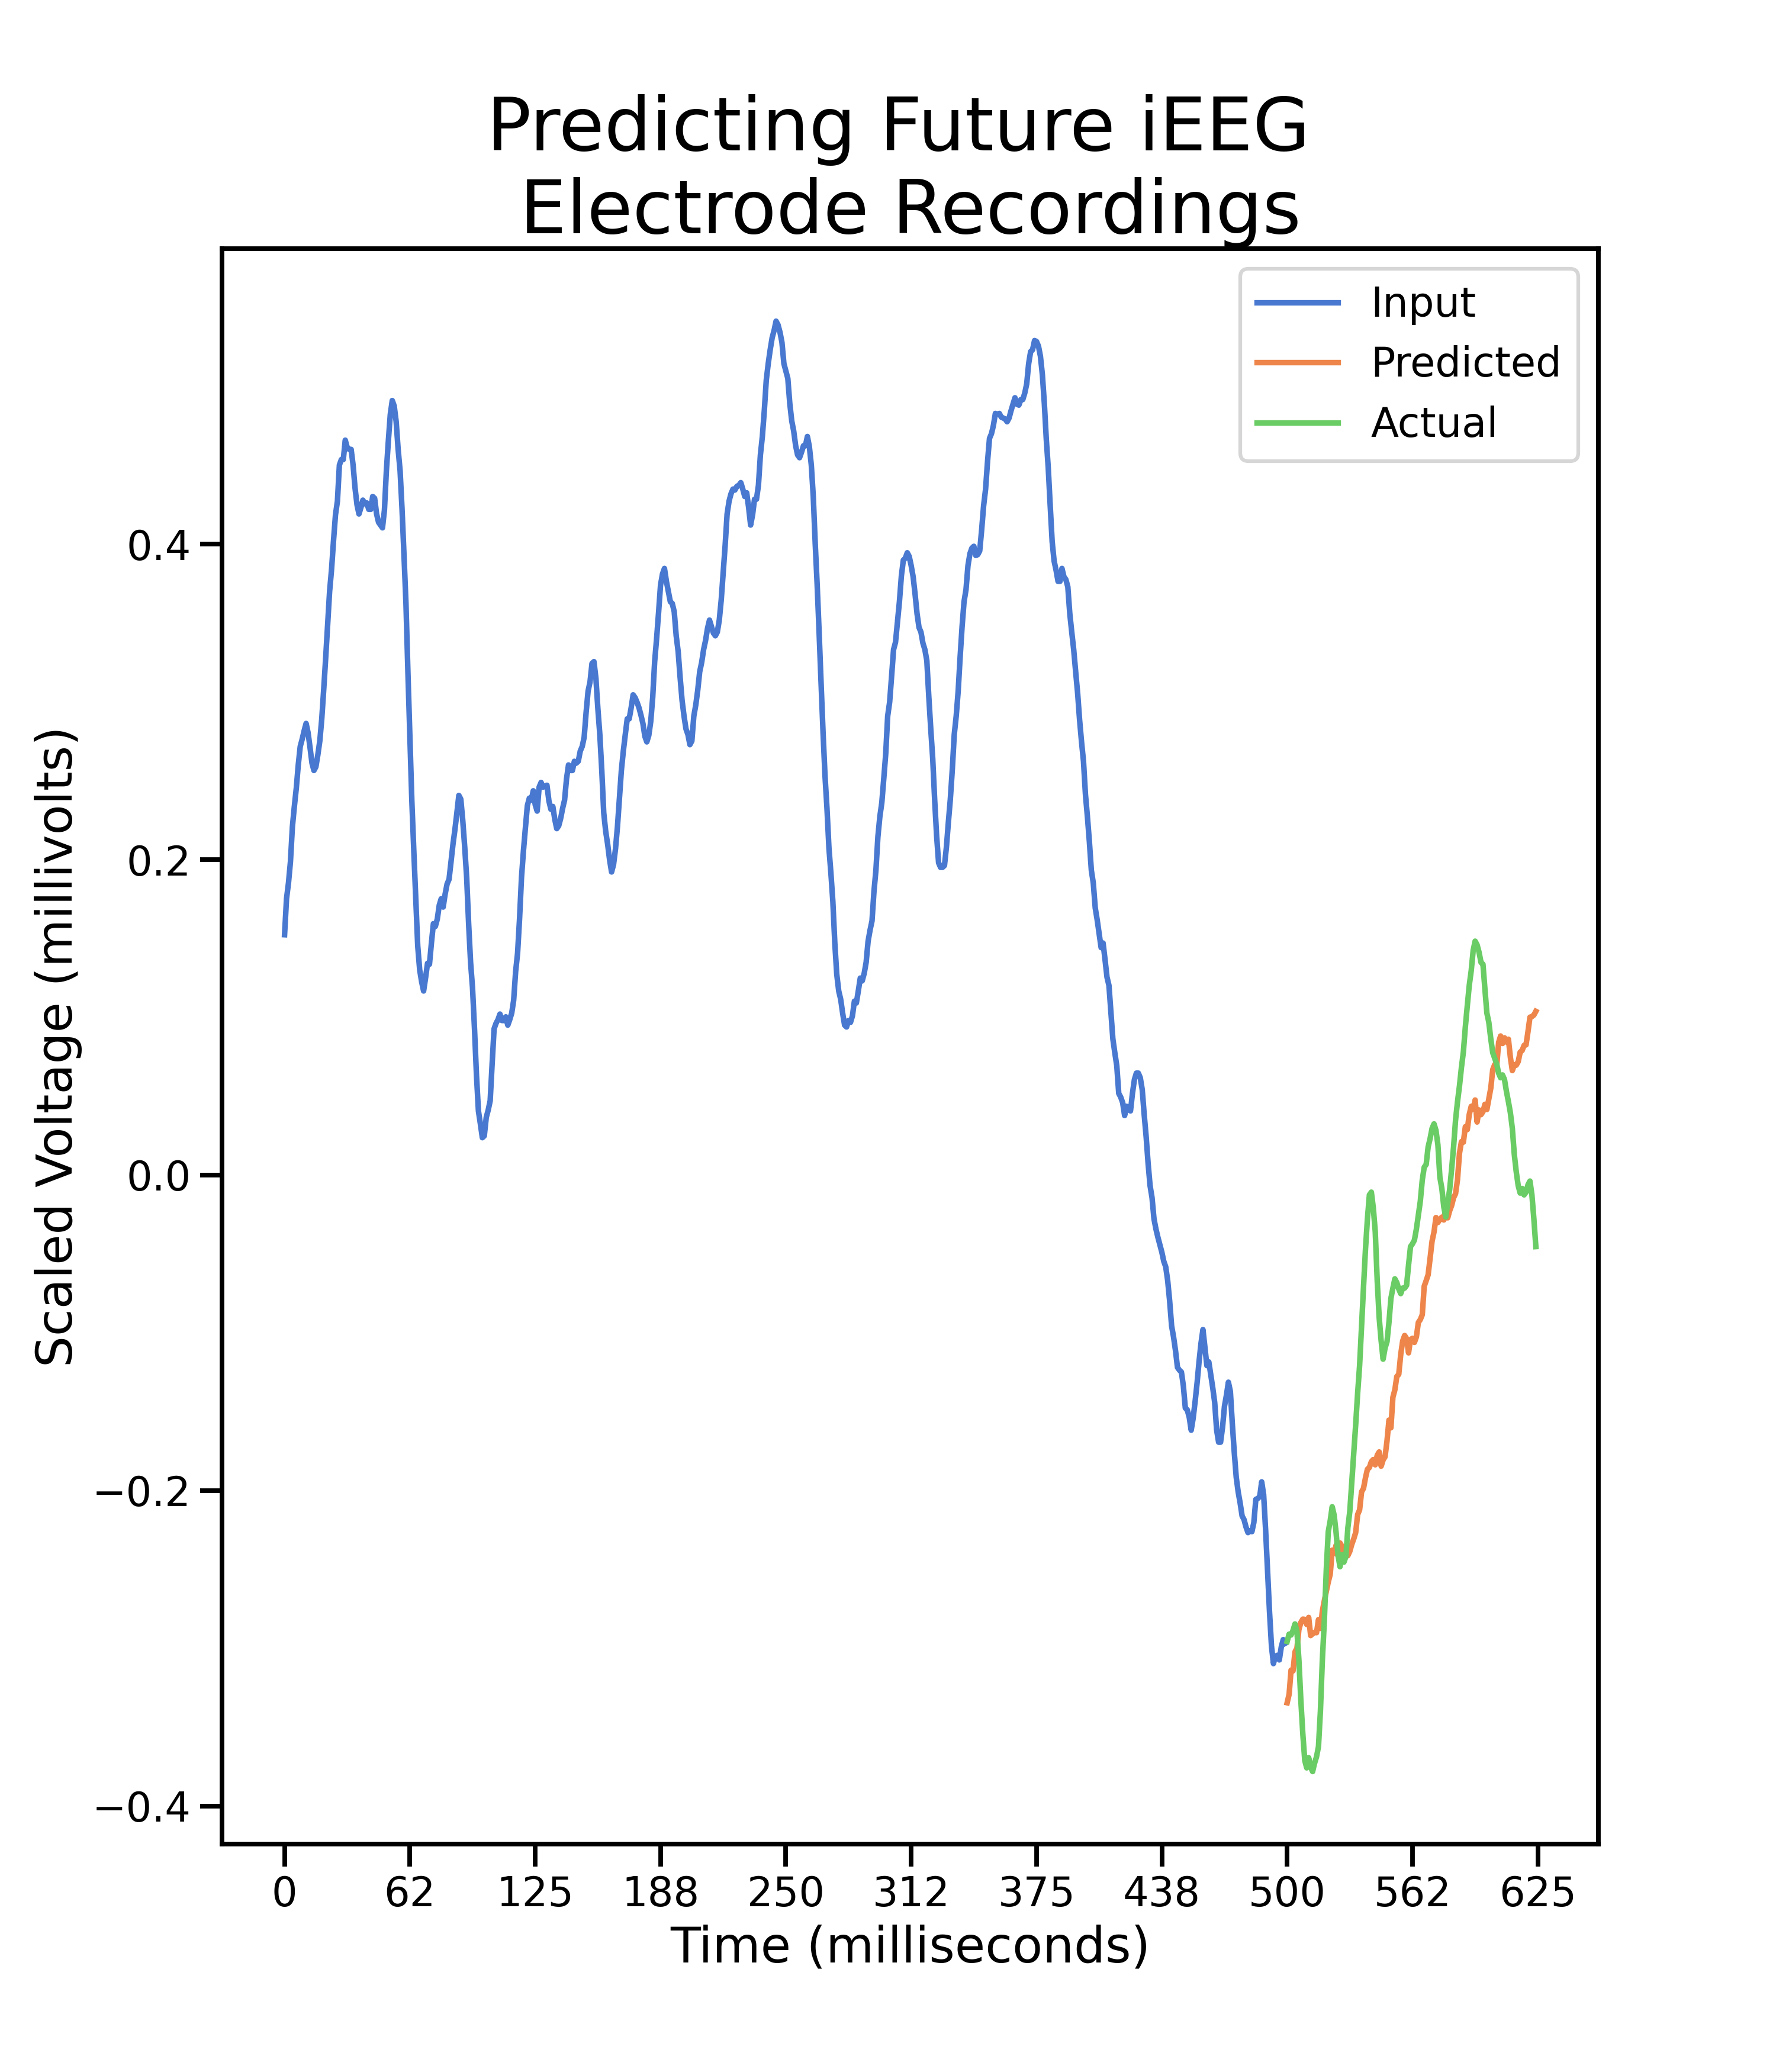 Predicting Future iEEG
Electrode Recordings
Input
Predicted
Actual
Scaled Voltage (millivolts)
0.4
0.2
0.0
−0.2
−0.4
0 62 125 188 250 312 375 438 500 562 625
Time (milliseconds)